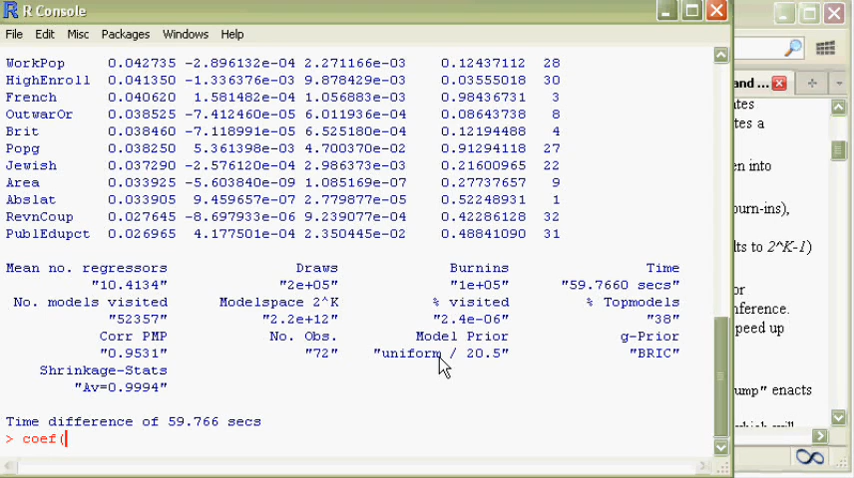 R Console
File Edit Misc Packages Windows Help
WorkPop 0.042735 -2.896132e-04 2.271166e-03 0.12437112 28
HighEnroll 0.041350 -1.336376e-03 9.878429e-03 0.03555018 30
French 0.040620 1.581482e-04 1.056883e-03 0.98436731 3
OutwarOr 0.038525 -7.412460e-05 6.011936e-04 0.08643738 8
Brit 0.038460 -7.118991e-05 6.525180e-04 0.12194488 4
Popg 0.038250 5.361398e-03 4.700370e-02 0.91294118 27
Jewish 0.037290 -2.576120e-04 2.986373e-03 0.21600965 22
Area 0.033925 -5.603840e-09 1.085169e-07 0.27737657 9
Abslat 0.033905 9.459657e-07 2.779877e-05 0.52248931 1
RevnCoup 0.027645 -8.697933e-06 9.239077e-04 0.42286128 32
PublEdupct 0.026965 4.177501e-04 2.350445e-02 0.48841090 31
Mean no. regressors Draws Burnins Time
"10.4134" "2e+05" "1e+05" "59.7660 secs"
No. models visited Modelspace 2^K % visited % Topmodels
"52357" "2.2e+12" "2.4e-06" "38"
Corr PMP No. Obs. Model Prior g-Prior
"0.9531" "72" "uniform / 20.5" "BRIC"
Shrinkage-Stats
"Av=0.9994"
Time difference of 59.766 secs
> coef(
and ...
ates
tes a
en into
burn-ins),
lts to 2^K-1)
or
nference.
speed up
ump" enacts